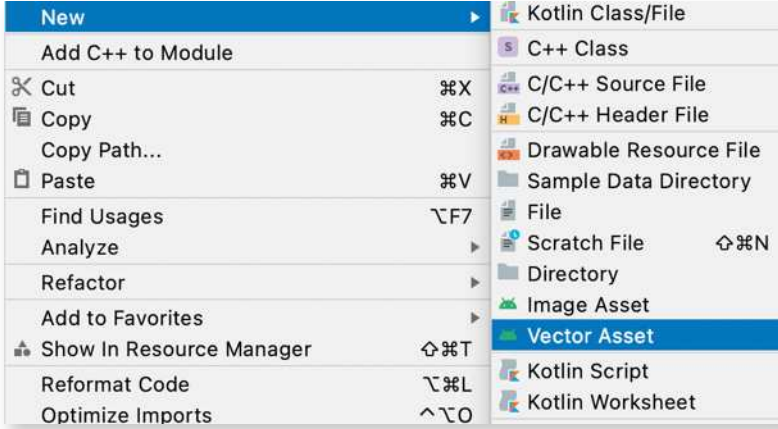 New
Add C++ to Module
Cut ⌘X
Copy ⌘C
Copy Path...
Paste ⌘V
Find Usages ⌥F7
Analyze
Refactor
Add to Favorites
Show In Resource Manager ⇧⌘T
Reformat Code ⌥⌘L
Optimize Imports ^⌥O
Kotlin Class/File
S C++ Class
C++ C/C++ Source File
H C/C++ Header File
Drawable Resource File
Sample Data Directory
File
Scratch File ⇧⌘N
Directory
Image Asset
Vector Asset
Kotlin Script
Kotlin Worksheet